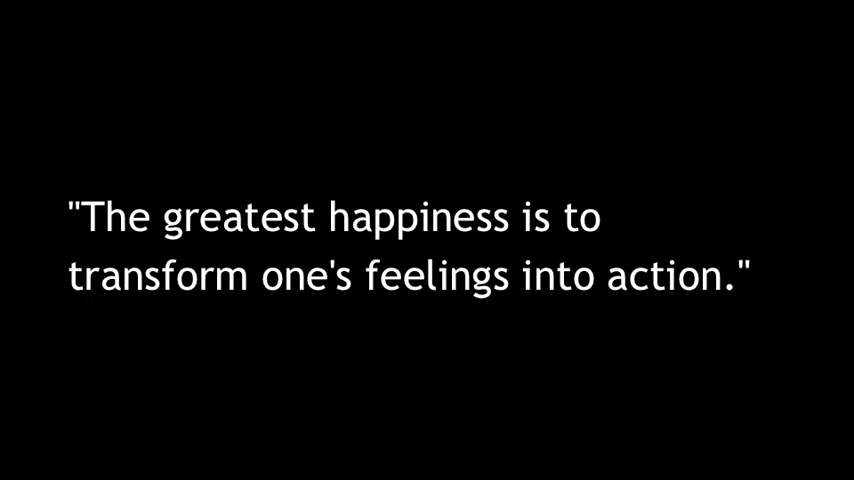 "The greatest happiness is to
transform one's feelings into action."